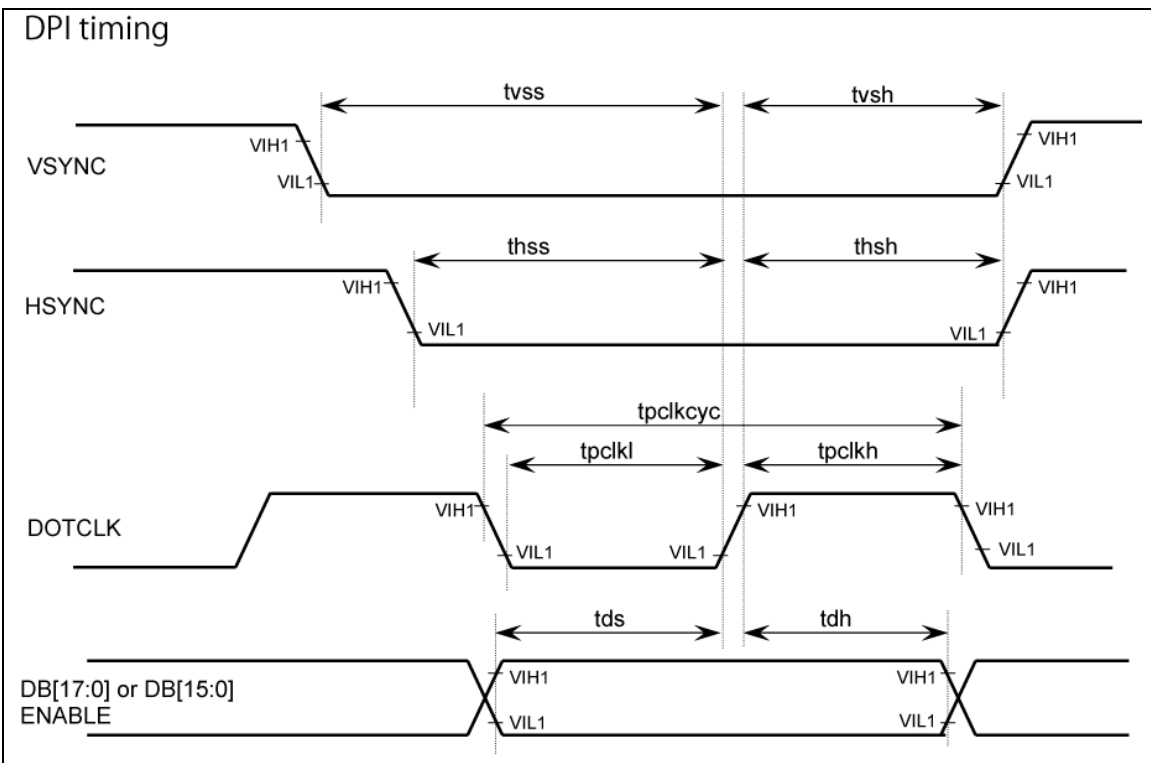 DPI timing
tvss
tvsh
VIH1
VIH1
VSYNC
VIL1
VIL1
thss
thsh
VIH1
VIH1
HSYNC
VIL1
VIL1
tpclkcyc
tpclkl
tpclkh
VIH1
VIH1
VIH1
DOTCLK
VIL1
VIL1
VIL1
tds
tdh
VIH1
VIH1
DB[17:0] or DB[15:0]
ENABLE
VIL1
VIL1